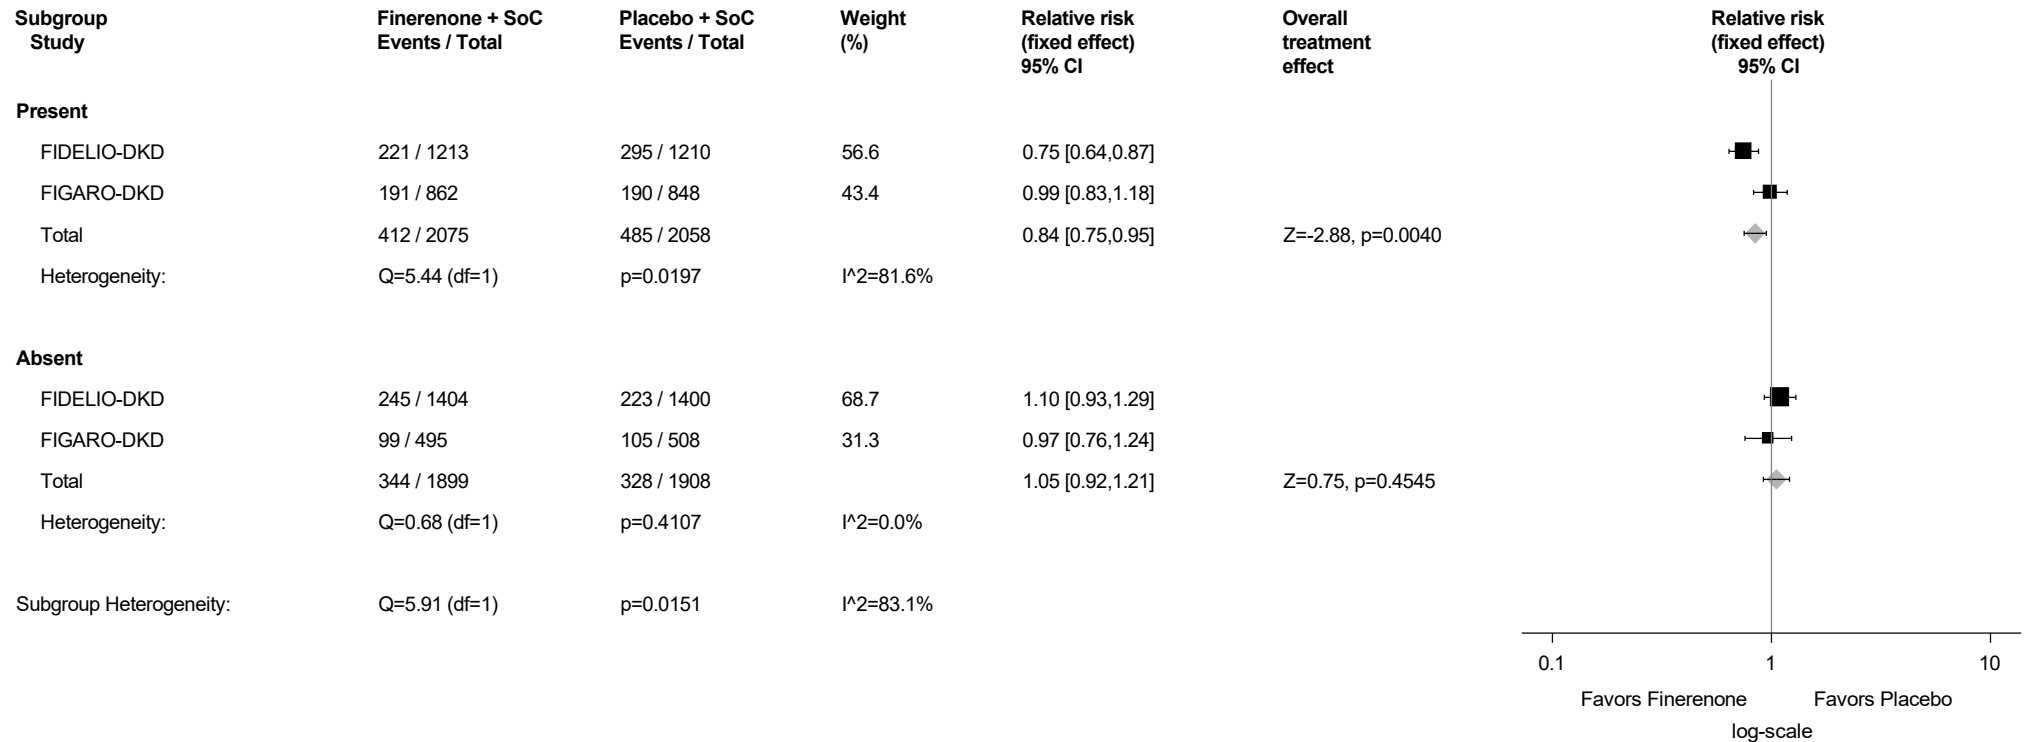 Subgroup Finerenone + SoC Placebo + SoC Weight Relative risk Overall Relative risk
Study Events / Total Events / Total (%) (fixed effect) treatment (fixed effect)
95% CI effect 95% CI
Present
FIDELIO-DKD 221 / 1213 295 / 1210 56.6 0.75 [0.64,0.87]
FIGARO-DKD 191 / 862 190 / 848 43.4 0.99 [0.83,1.18]
Total 412 / 2075 485 / 2058 0.84 [0.75,0.95] Z=-2.88, p=0.0040
Heterogeneity: Q=5.44 (df=1) p=0.0197 I^2=81.6%
Absent
FIDELIO-DKD 245 / 1404 223 / 1400 68.7 1.10 [0.93,1.29]
FIGARO-DKD 99 / 495 105 / 508 31.3 0.97 [0.76,1.24]
Total 344 / 1899 328 / 1908 1.05 [0.92,1.21] Z=0.75, p=0.4545
Heterogeneity: Q=0.68 (df=1) p=0.4107 I^2=0.0%
Subgroup Heterogeneity: Q=5.91 (df=1) p=0.0151 I^2=83.1%
0.1 1 10
Favors Finerenone Favors Placebo
log-scale